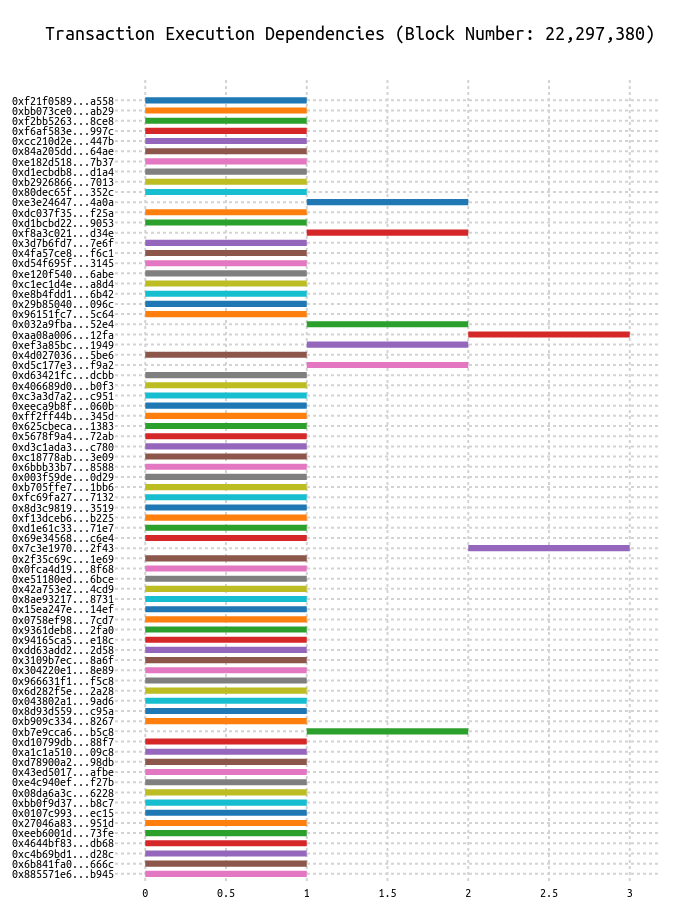 Transaction Execution Dependencies (Block Number: 22,297,380)
0xf21f0589...a558
0xbb073ce0...ab29
0xf2bb5263...8ce8
0xf6af583e...997c
0xcc210d2e...447b
0x84a205dd...64ae
0xe182d518...7b37
0xd1ecbdb8...d1a4
0xb2926866...7013
0x80dec65f...352c
0xe3e24647...4a0a
0xdc037f35...f25a
0xd1bcbd22...9053
0xf8a3c021...d34e
0x3d7b6fd7...7e6f
0x4fa57ce8...f6c1
0xd54f695f...3145
0xe120f540...6abe
0xc1ec1d4e...a8d4
0xe8b4fdd1...6b42
0x29b85040...096c
0x96151fc7...5c64
0x032a9fba...52e4
0xaa08a006...12fa
0xef3a85bc...1949
0x4d027036...5be6
0xd5c177e3...f9a2
0xd63421fc...dcbb
0x406689d0...b0f3
0xc3a3d7a2...c951
0xeeca9b8f...060b
0xff2ff44b...345d
0x625cbeca...1383
0x5678f9a4...72ab
0xd3c1ada3...c780
0xc18778ab...3e09
0x6bbb33b7...8588
0x003f59de...0d29
0xb705ffe7...1bb6
0xfc69fa27...7132
0x8d3c9819...3519
0xf13dceb6...b225
0xd1e61c33...71e7
0x69e34568...c6e4
0x7c3e1970...2f43
0x2f35c69c...1e69
0x0fca4d19...8f68
0xe51180ed...6bce
0x42a753e2...4cd9
0x8ae93217...8731
0x15ea247e...14ef
0x0758ef98...7cd7
0x9361deb8...2fa0
0x94165ca5...e18c
0xdd63add2...2d58
0x3109b7ec...8a6f
0x304220e1...8e89
0x966631f1...f5c8
0x6d282f5e...2a28
0x043802a1...9ad6
0x8d93d559...c95a
0xb909c334...8267
0xb7e9cca6...b5c8
0xd10799db...88f7
0xa1c1a510...09c8
0xd78900a2...98db
0x43ed5017...afbe
0xe4c940ef...f27b
0x08da6a3c...6228
0xbb0f9d37...b8c7
0x0107c993...ec15
0x27046a83...951d
0xeeb6001d...73fe
0x4644bf83...db68
0xc4b69bd1...d28c
0x6b841fa0...666c
0x885571e6...b945
0 0.5 1 1.5 2 2.5 3